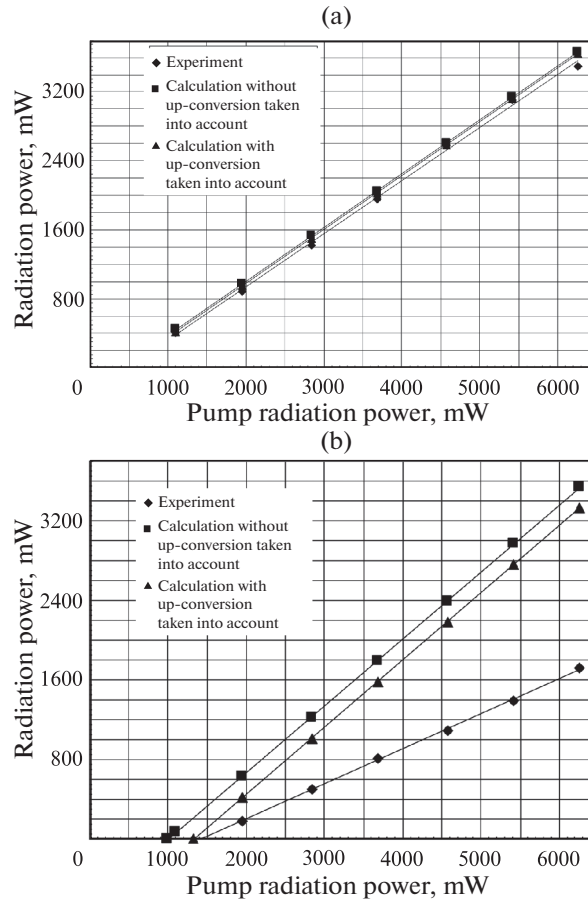 (a)
Radiation power, mW
3200
2400
1600
800
0
Experiment
Calculation without
up-conversion taken
into account
Calculation with
up-conversion
taken into account
1000 2000 3000 4000 5000 6000
Pump radiation power, mW
(b)
Radiation power, mW
3200
2400
1600
800
0
Experiment
Calculation without
up-conversion taken
into account
Calculation with
up-conversion
taken into account
1000 2000 3000 4000 5000 6000
Pump radiation power, mW